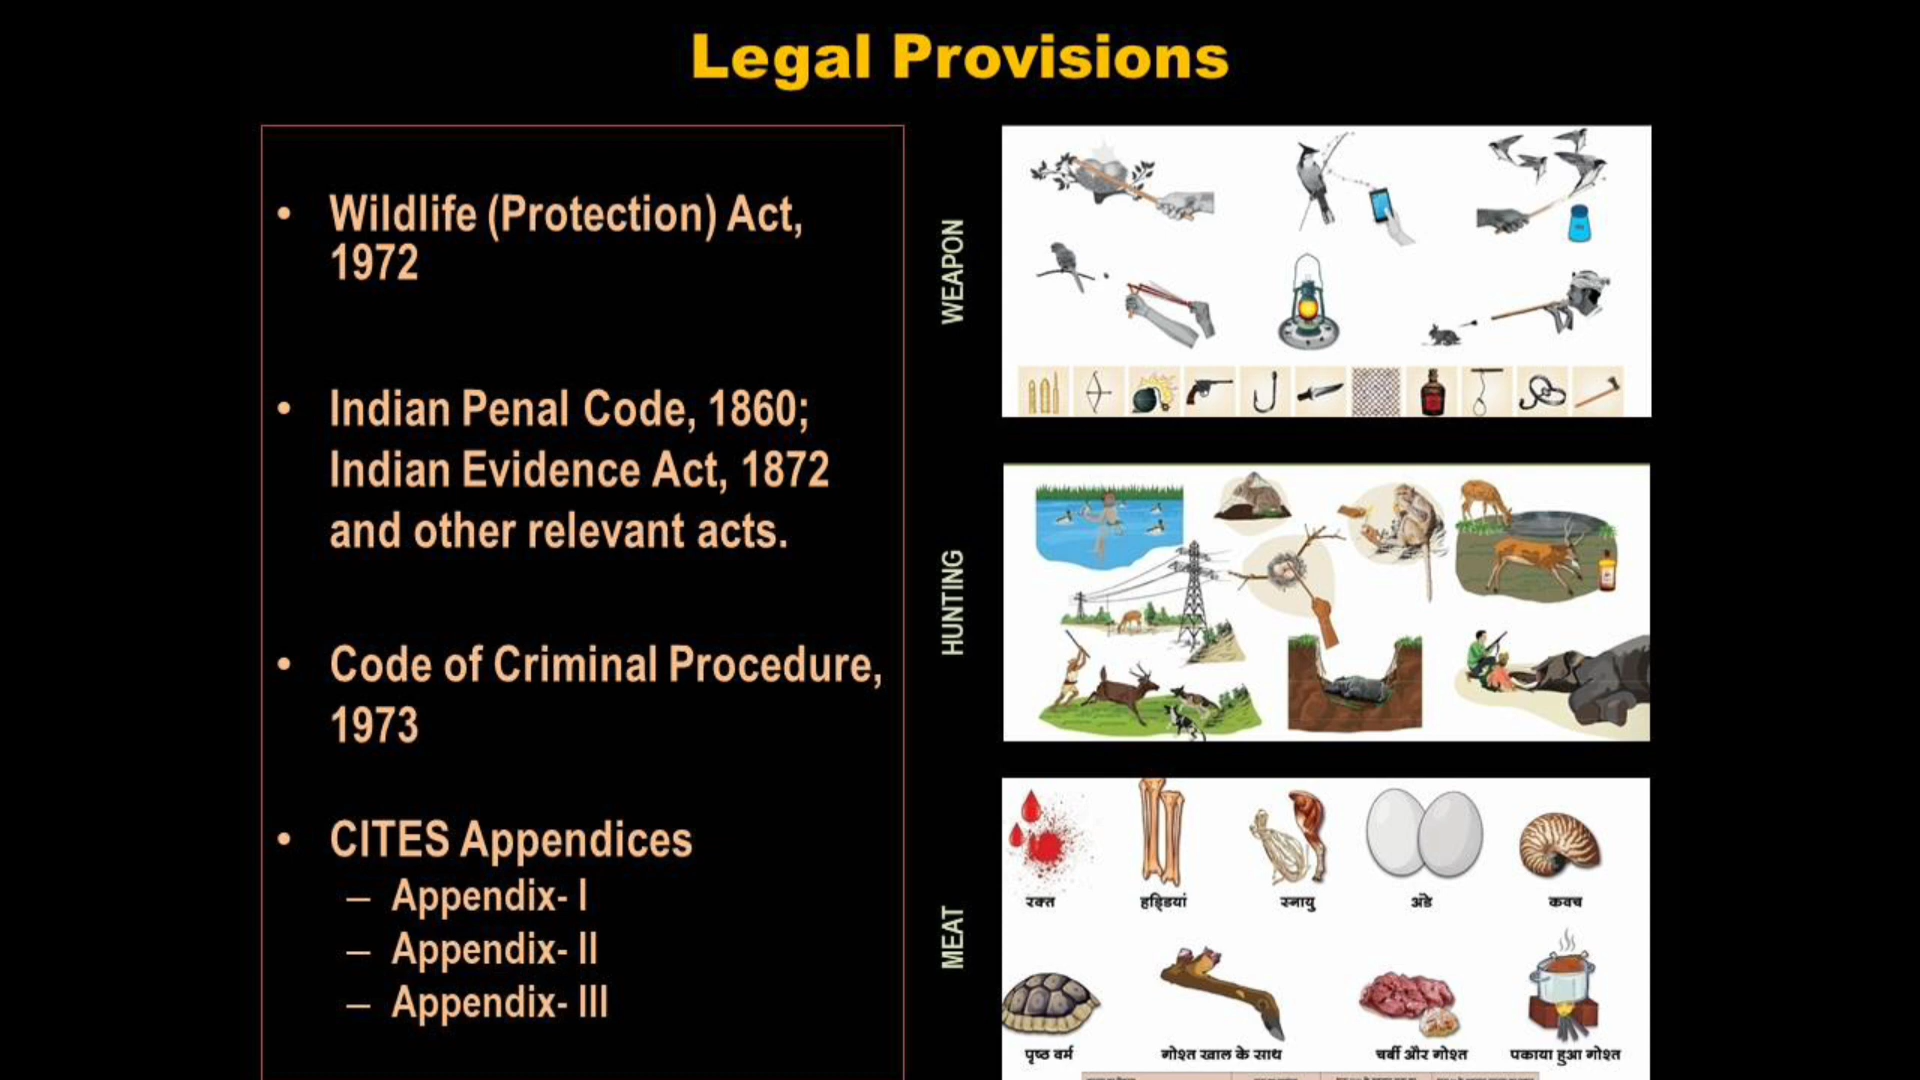 Legal Provisions
• Wildlife (Protection) Act,
1972
• Indian Penal Code, 1860;
Indian Evidence Act, 1872
and other relevant acts.
• Code of Criminal Procedure,
1973
• CITES Appendices
– Appendix- I
– Appendix- II
– Appendix- III
WEAPON
HUNTING
MEAT
रक्त
हड्डियां
स्नायु
अंडे
कवच
पृष्ठ वर्म
गोश्त खाल के साथ
चर्बी और गोश्त
पकाया हुआ गोश्त